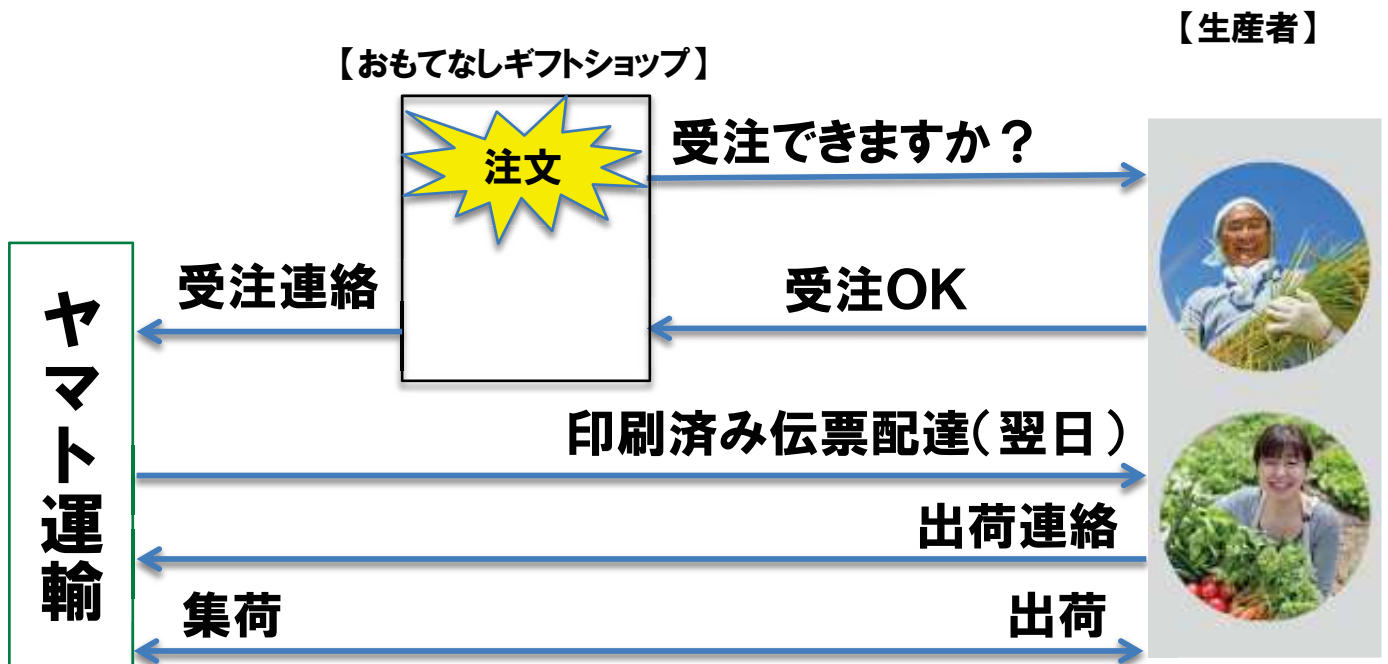 【生産者】
【おもてなしギフトショップ】
注文
受注できますか？
受注連絡
受注OK
ヤマト運輸
印刷済み伝票配達（翌日）
出荷連絡
集荷
出荷